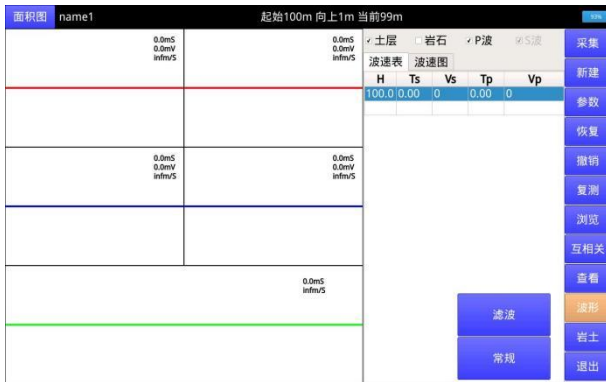 面积图 name1 起始100m 向上1m 当前99m 93%
0.0mS
0.0mV
infm/S
0.0mS
0.0mV
infm/S
0.0mS
0.0mV
infm/S
0.0mS
0.0mV
infm/S
0.0mS
infm/S
土层 岩石 P波 S波
波速表 波速图
H Ts Vs Tp Vp
100.0 0.00 0 0.00 0
滤波
常规
采集
新建
参数
恢复
撤销
复测
浏览
互相关
查看
波形
岩土
退出